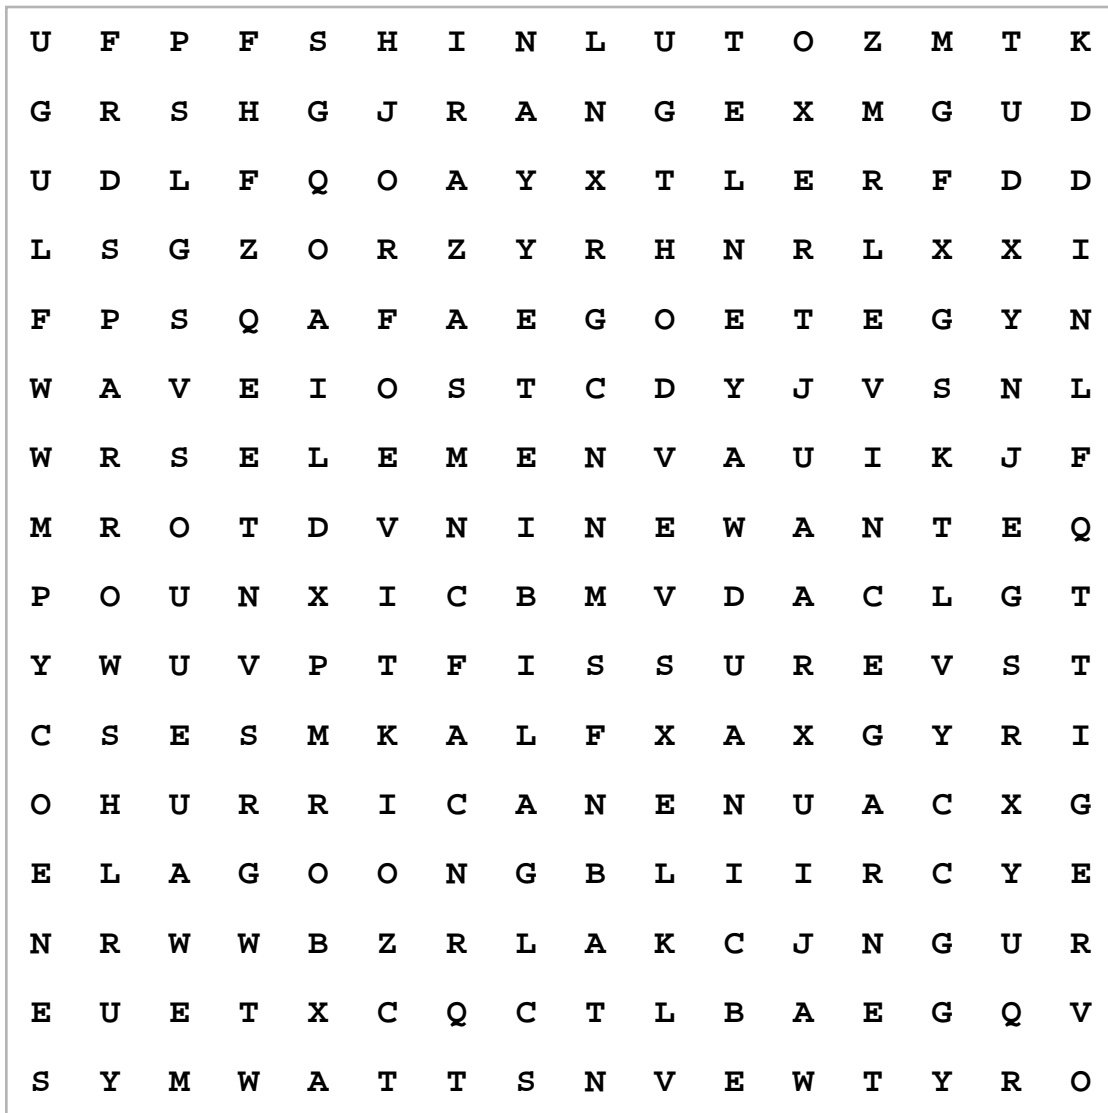 U F P F S H I N L U T O Z M T K
G R S H G J R A N G E X M G U D
U D L F Q O A Y X T L E R F D D
L S G Z O R Z Y R H N R L X X I
F P S Q A F A E G O E T E G Y N
W A V E I O S T C D Y J V S N L
W R S E L E M E N V A U I K J F
M R O T D V N I N E W A N T E Q
P O U N X I C B M V D A C L G T
Y W U V P T F I S S U R E V S T
C S E S M K A L F X A X G Y R I
O H U R R I C A N E N U A C X G
E L A G O O N G B L I I R C Y E
N R W W B Z R L A K C J N G U R
E U E T X C Q C T L B A E G Q V
S Y M W A T T S N V E W T Y R O